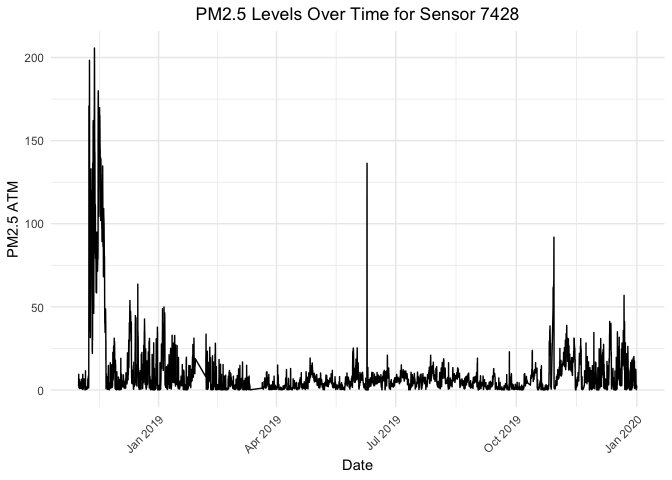 PM2.5 Levels Over Time for Sensor 7428
PM2.5 ATM
200
150
100
50
0
Jan 2019
Apr 2019
Jul 2019
Oct 2019
Jan 2020
Date